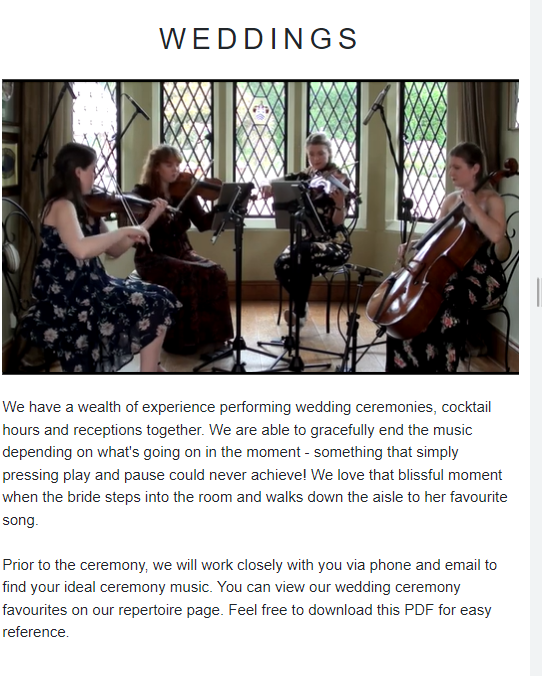 WEDDINGS
We have a wealth of experience performing wedding ceremonies, cocktail
hours and receptions together. We are able to gracefully end the music
depending on what's going on in the moment - something that simply
pressing play and pause could never achieve! We love that blissful moment
when the bride steps into the room and walks down the aisle to her favourite
song.
Prior to the ceremony, we will work closely with you via phone and email to
find your ideal ceremony music. You can view our wedding ceremony
favourites on our repertoire page. Feel free to download this PDF for easy
reference.